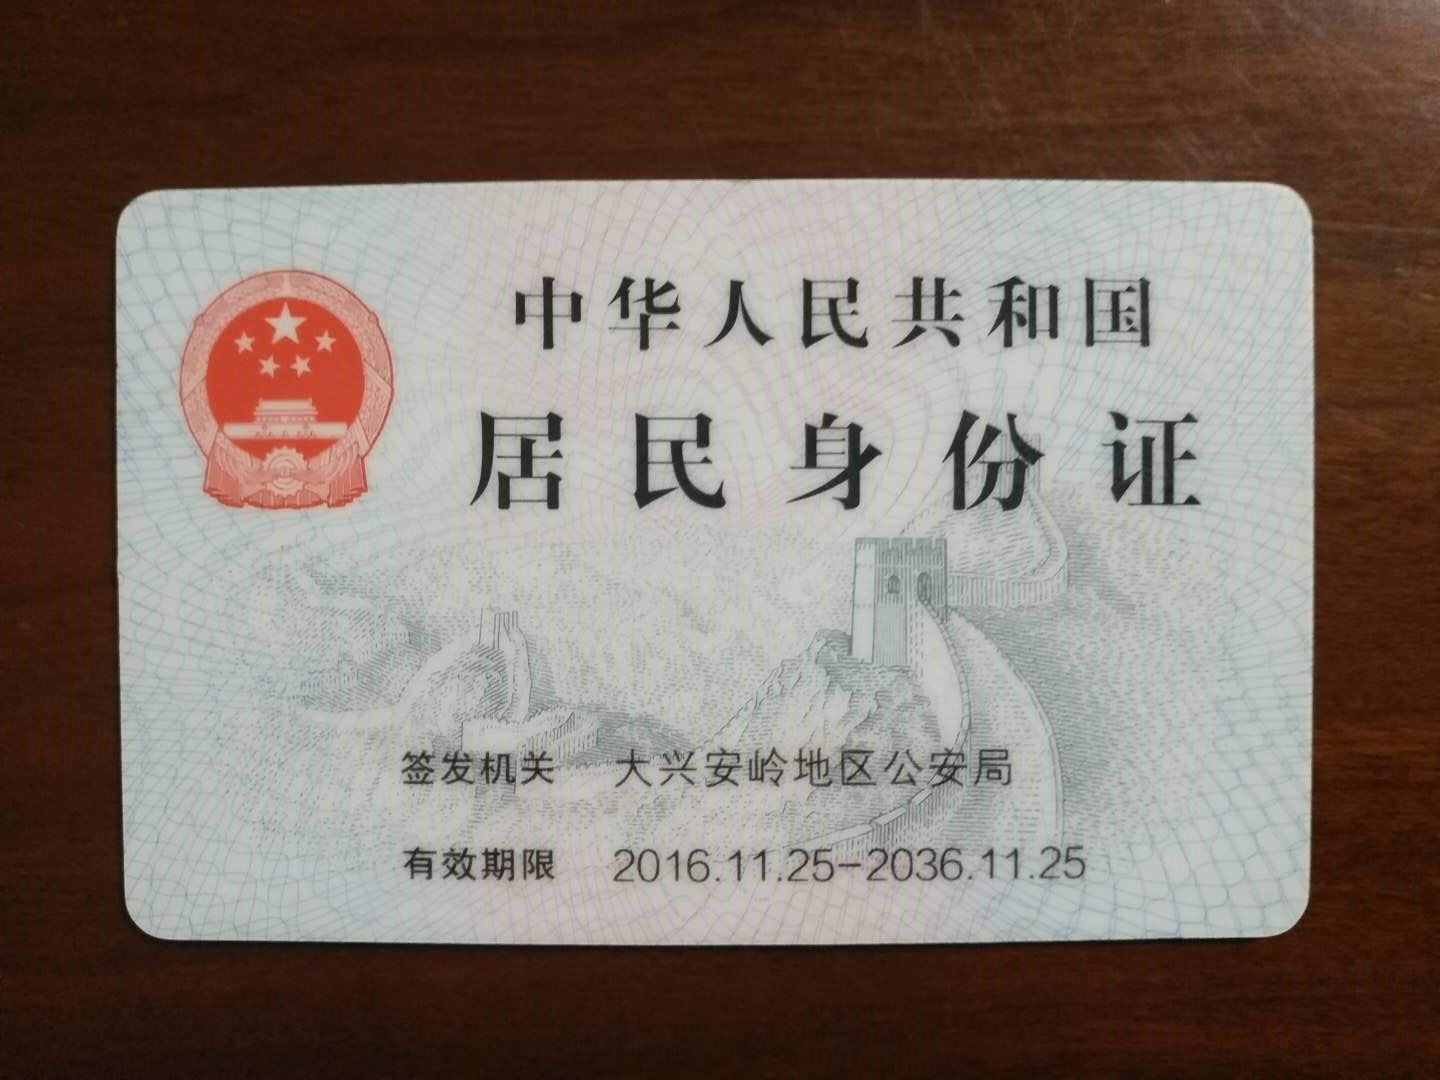 中华人民共和国
居民身份证
签发机关 大兴安岭地区公安局
有效期限 2016.11.25-2036.11.25